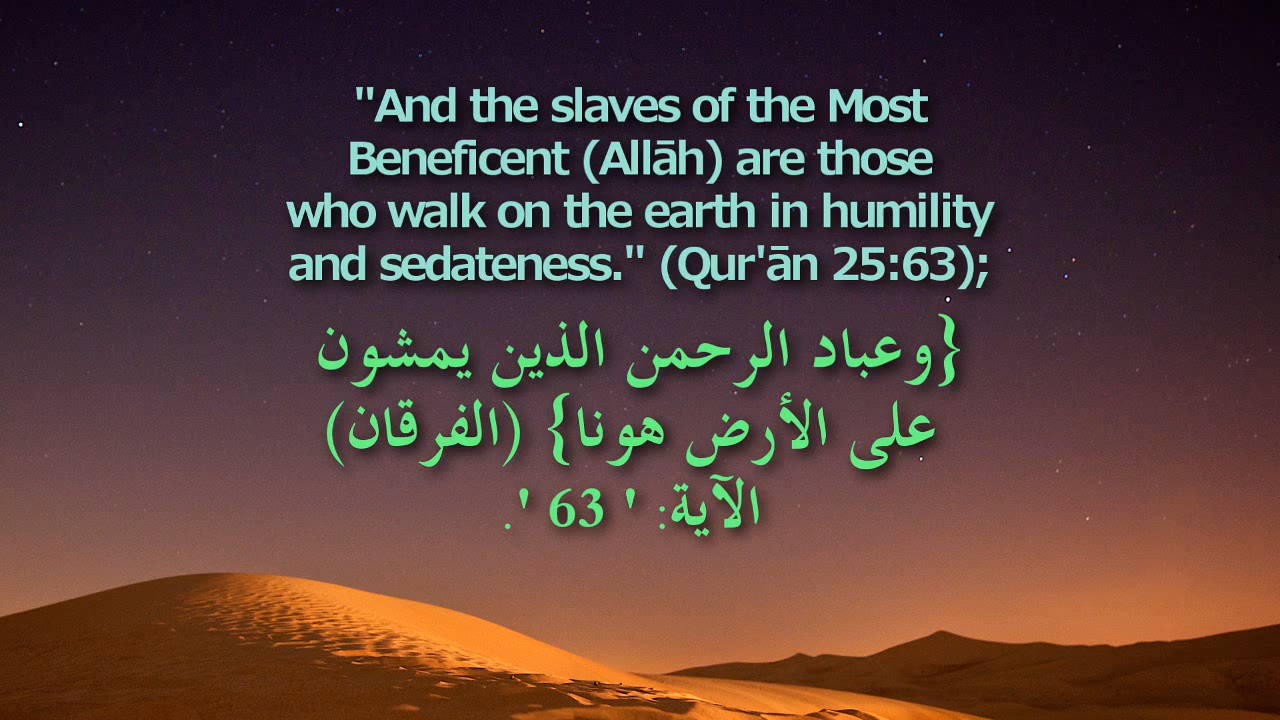 "And the slaves of the Most
Beneficent (Allāh) are those
who walk on the earth in humility
and sedateness." (Qur'ān 25:63);
{وعباد الرحمن الذين يمشون
على الأرض هونا} (الفرقان)
الآية: ' 63 '.